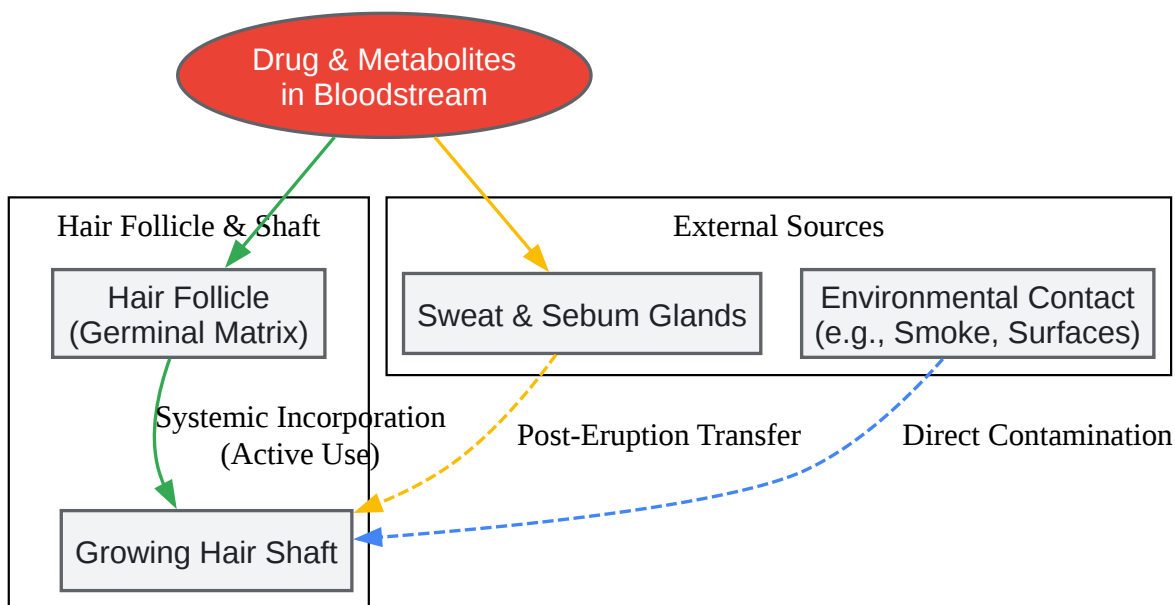 Drug & Metabolites
in Bloodstream
Hair Follicle & Shaft
External Sources
Hair Follicle
(Germinal Matrix)
Sweat & Sebum Glands
Environmental Contact
(e.g., Smoke, Surfaces)
Systemic Incorporation
(Active Use)
Post-Eruption Transfer
Direct Contamination
Growing Hair Shaft